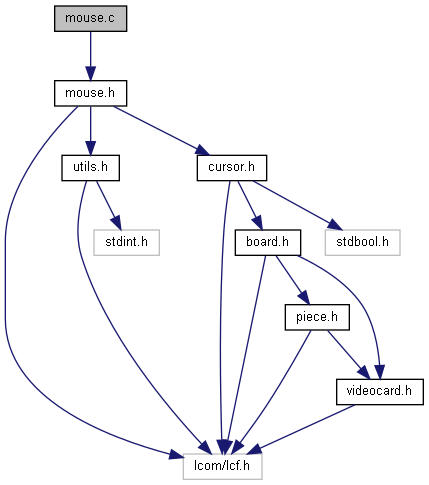 mouse.c
mouse.h
utils.h
cursor.h
stdint.h
board.h
stdbool.h
piece.h
videocard.h
lcom/lcf.h